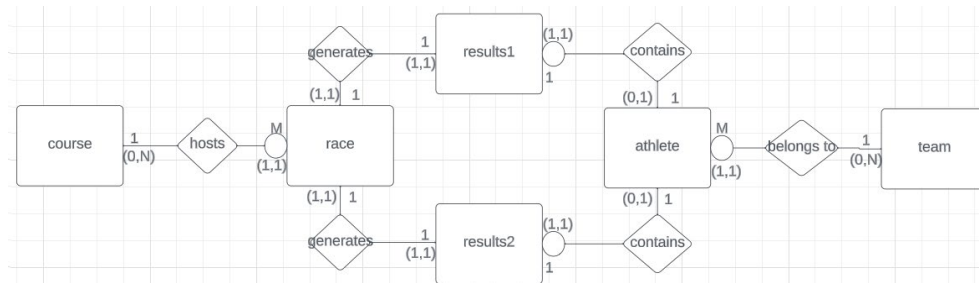 generates
1
(1,1)
results1
(1,1)
1
contains
(1,1)
1
(0,1)
1
course
1
(0,N)
hosts
M
(1,1)
race
athlete
M
(1,1)
belongs to
1
(0,N)
team
(1,1)
1
(0,1)
1
generates
1
(1,1)
results2
(1,1)
1
contains